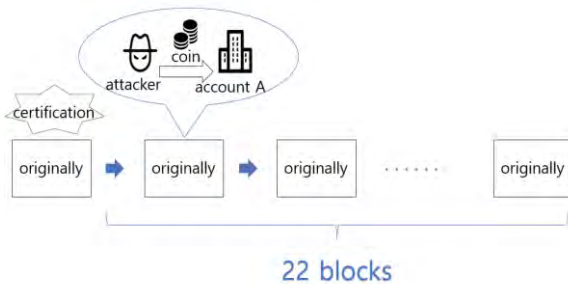 coin
attacker
account A
certification
originally
originally
originally
......
originally
22 blocks